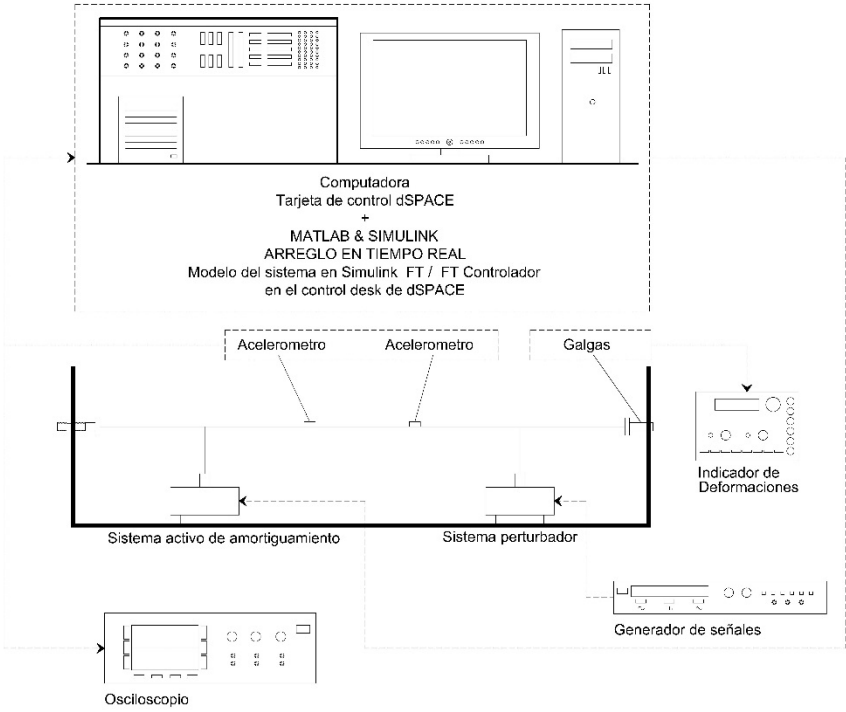 Computadora
Tarjeta de control dSPACE
+
MATLAB & SIMULINK
ARREGLO EN TIEMPO REAL
Modelo del sistema en Simulink FT / FT Controlador
en el control desk de dSPACE
Acelerometro
Acelerometro
Galgas
Indicador de
Deformaciones
Sistema activo de amortiguamiento
Sistema perturbador
Generador de señales
Osciloscopio